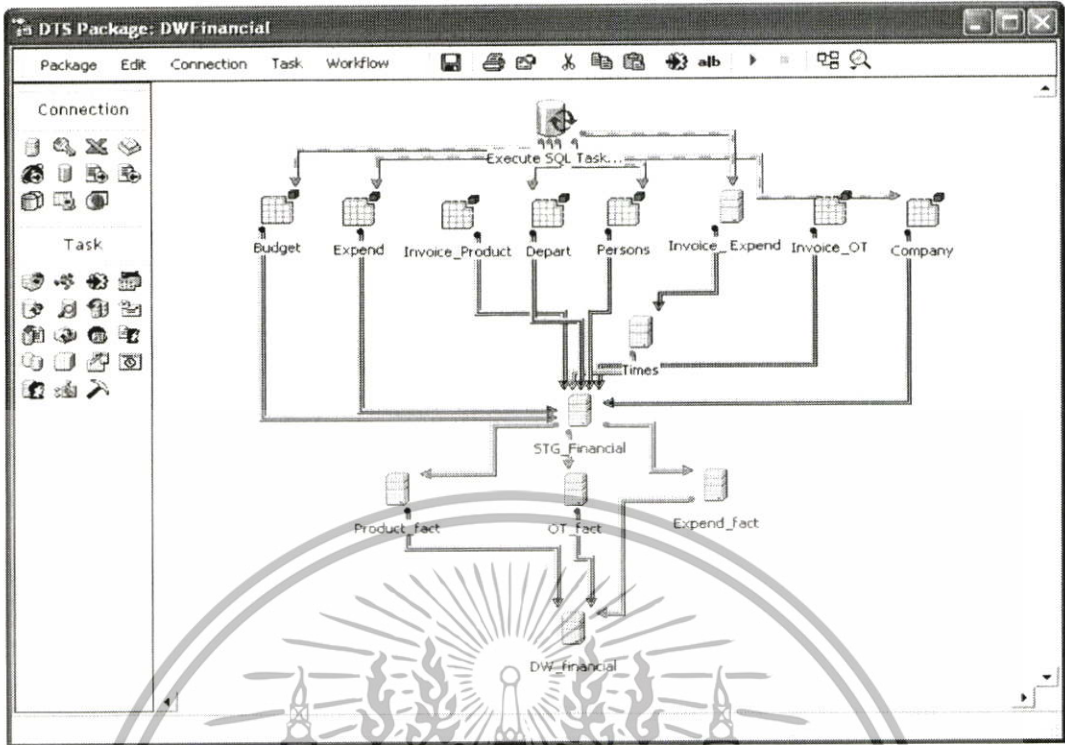 DTS Package: DWFinancial
Package Edit Connection Task Workflow alb
Connection
Task
Execute SQL Task...
Budget Expend Invoice_Product Depart Persons Invoice_Expend Invoice_OT Company
Times
STG_Financial
Product_fact OT_fact Expend_fact
DW_financial